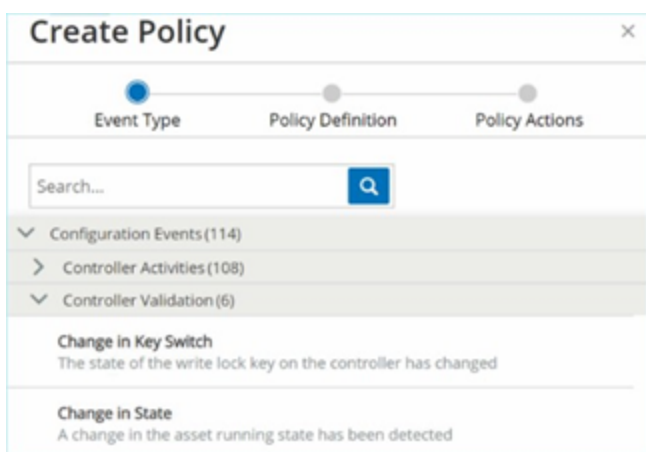 Create Policy
Event Type Policy Definition Policy Actions
Search...
Configuration Events (114)
Controller Activities (108)
Controller Validation (6)
Change in Key Switch
The state of the write lock key on the controller has changed
Change in State
A change in the asset running state has been detected